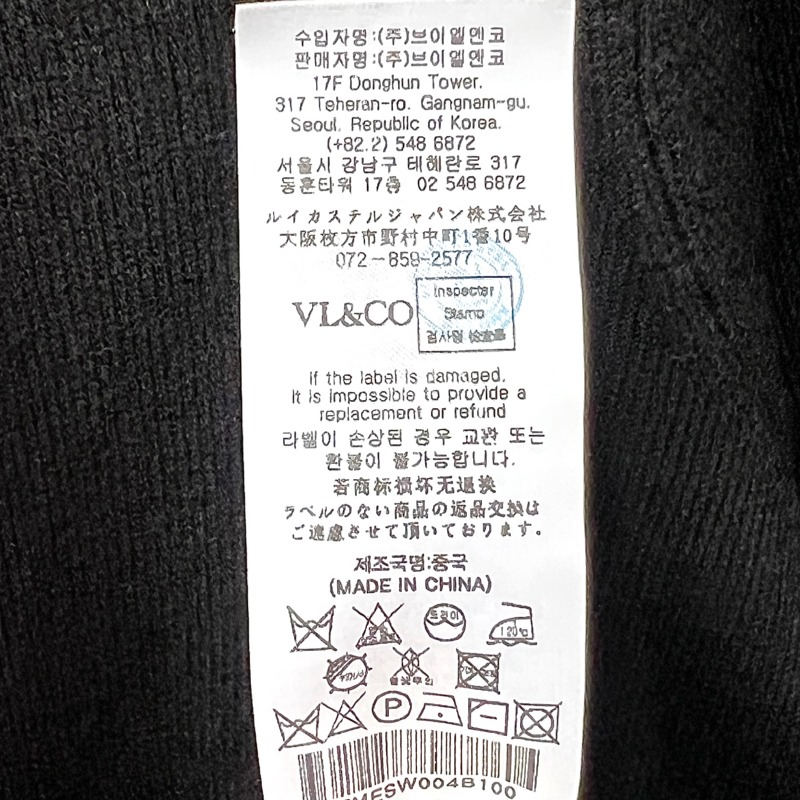 수입자명:(주)브이엘엔코
판매자명:(주)브이엘엔코
17F Donghun Tower,
317 Teheran-ro, Gangnam-gu,
Seoul, Republic of Korea.
(+82.2) 548 6872
서울시 강남구 테헤란로 317
동훈타워 17층 02 548 6872
ルイカステルジャパン株式会社
大阪枚方市野村中町1番10号
072-859-2577
VL&CO
Inspecter
Stamp
검사필
If the label is damaged,
It is impossible to provide a
replacement or refund
라벨이 손상된 경우 교환 또는
환불이 불가능합니다.
若商标损坏无退换
ラベルのない商品の返品交换は
ご遠慮させて頂いております。
제조국명:중국
(MADE IN CHINA)
드라이
120℃
P
MESW004B100